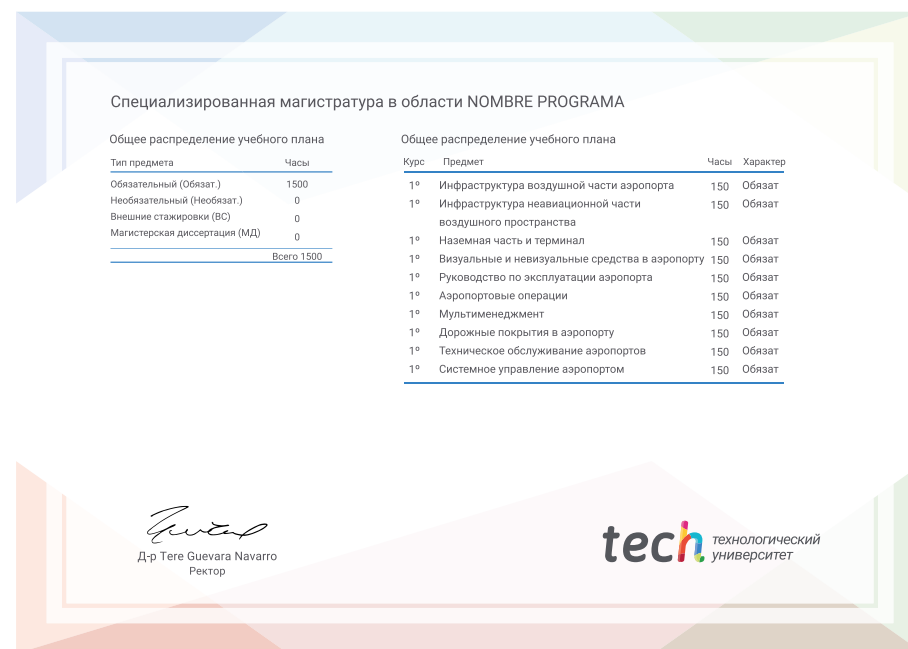 Специализированная магистратура в области NOMBRE PROGRAMA
Общее распределение учебного плана
Тип предмета Часы
Обязательный (Обязат.) 1500
Необязательный (Необязат.) 0
Внешние стажировки (ВС) 0
Магистерская диссертация (МД) 0
Всего 1500
Общее распределение учебного плана
Курс Предмет Часы Характер
1º Инфраструктура воздушной части аэропорта 150 Обязат
1º Инфраструктура неавиационной части 150 Обязат
воздушного пространства
1º Наземная часть и терминал 150 Обязат
1º Визуальные и невизуальные средства в аэропорту 150 Обязат
1º Руководство по эксплуатации аэропорта 150 Обязат
1º Аэропортовые операции 150 Обязат
1º Мультименеджмент 150 Обязат
1º Дорожные покрытия в аэропорту 150 Обязат
1º Техническое обслуживание аэропортов 150 Обязат
1º Системное управление аэропортом 150 Обязат
Д-р Tere Guevara Navarro
Ректор
tech технологический
университет